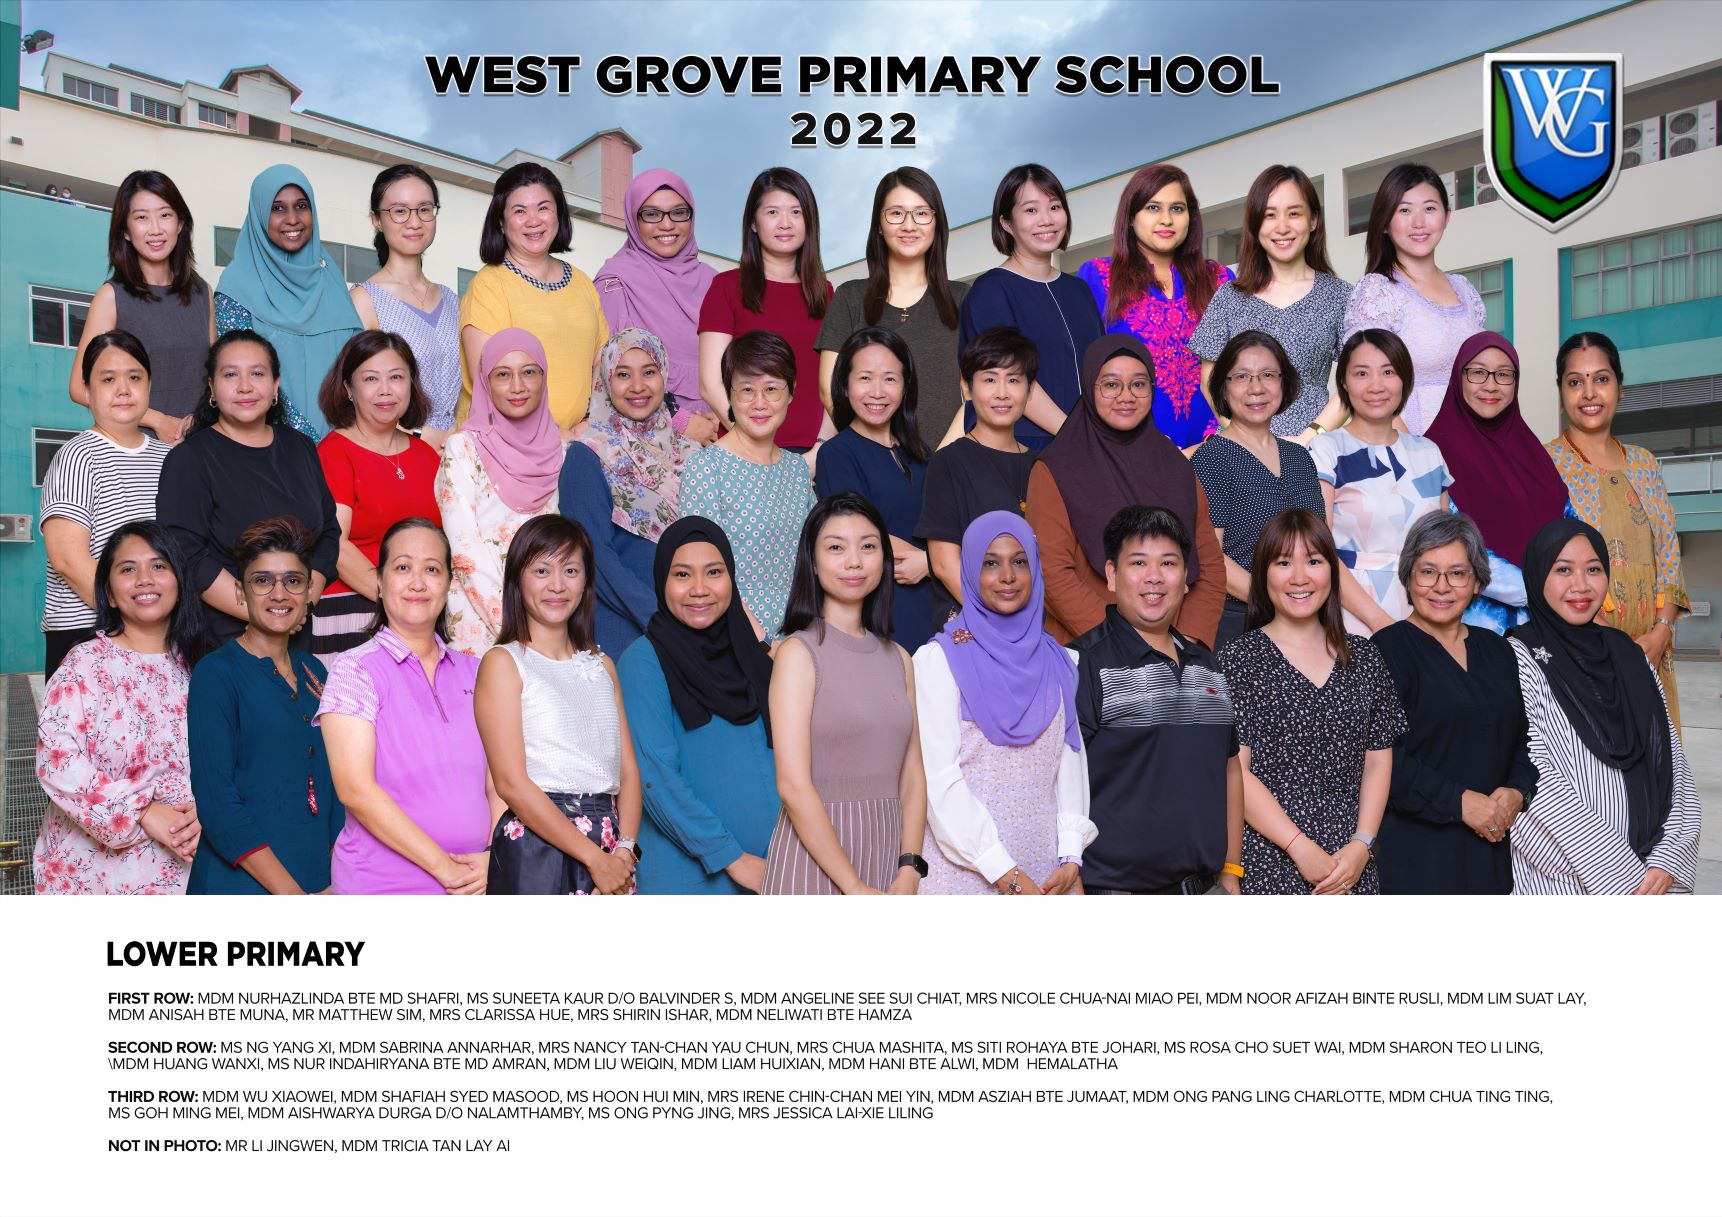 WEST GROVE PRIMARY SCHOOL
2022
WG
LOWER PRIMARY
FIRST ROW: MDM NURHAZLINDA BTE MD SHAFRI, MS SUNEETA KAUR D/O BALVINDER S, MDM ANGELINE SEE SUI CHIAT, MRS NICOLE CHUA-NAI MIAO PEI, MDM NOOR AFIZAH BINTE RUSLI, MDM LIM SUAT LAY,
MDM ANISAH BTE MUNA, MR MATTHEW SIM, MRS CLARISSA HUE, MRS SHIRIN ISHAR, MDM NELIWATI BTE HAMZA
SECOND ROW: MS NG YANG XI, MDM SABRINA ANNARHAR, MRS NANCY TAN-CHAN YAU CHUN, MRS CHUA MASHITA, MS SITI ROHAYA BTE JOHARI, MS ROSA CHO SUET WAI, MDM SHARON TEO LI LING,
\MDM HUANG WANXI, MS NUR INDAHIRYANA BTE MD AMRAN, MDM LIU WEIQIN, MDM LIAM HUIXIAN, MDM HANI BTE ALWI, MDM  HEMALATHA
THIRD ROW: MDM WU XIAOWEI, MDM SHAFIAH SYED MASOOD, MS HOON HUI MIN, MRS IRENE CHIN-CHAN MEI YIN, MDM ASZIAH BTE JUMAAT, MDM ONG PANG LING CHARLOTTE, MDM CHUA TING TING,
MS GOH MING MEI, MDM AISHWARYA DURGA D/O NALAMTHAMBY, MS ONG PYNG JING, MRS JESSICA LAI-XIE LILING
NOT IN PHOTO: MR LI JINGWEN, MDM TRICIA TAN LAY AI